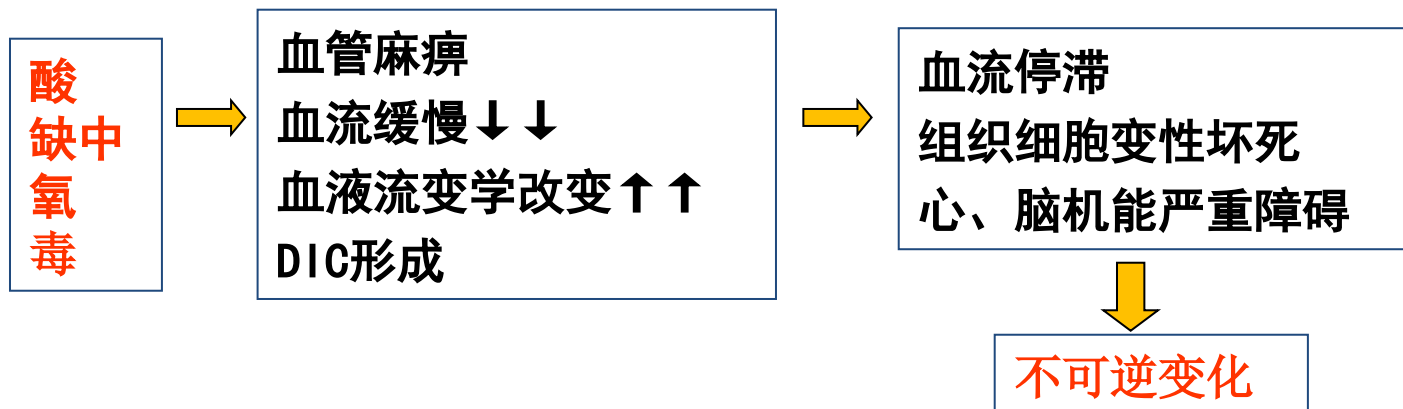 酸
缺中
氧
毒
血管麻痹
血流缓慢↓↓
血液流变学改变↑↑
DIC形成
血流停滞
组织细胞变性坏死
心、脑机能严重障碍
不可逆变化